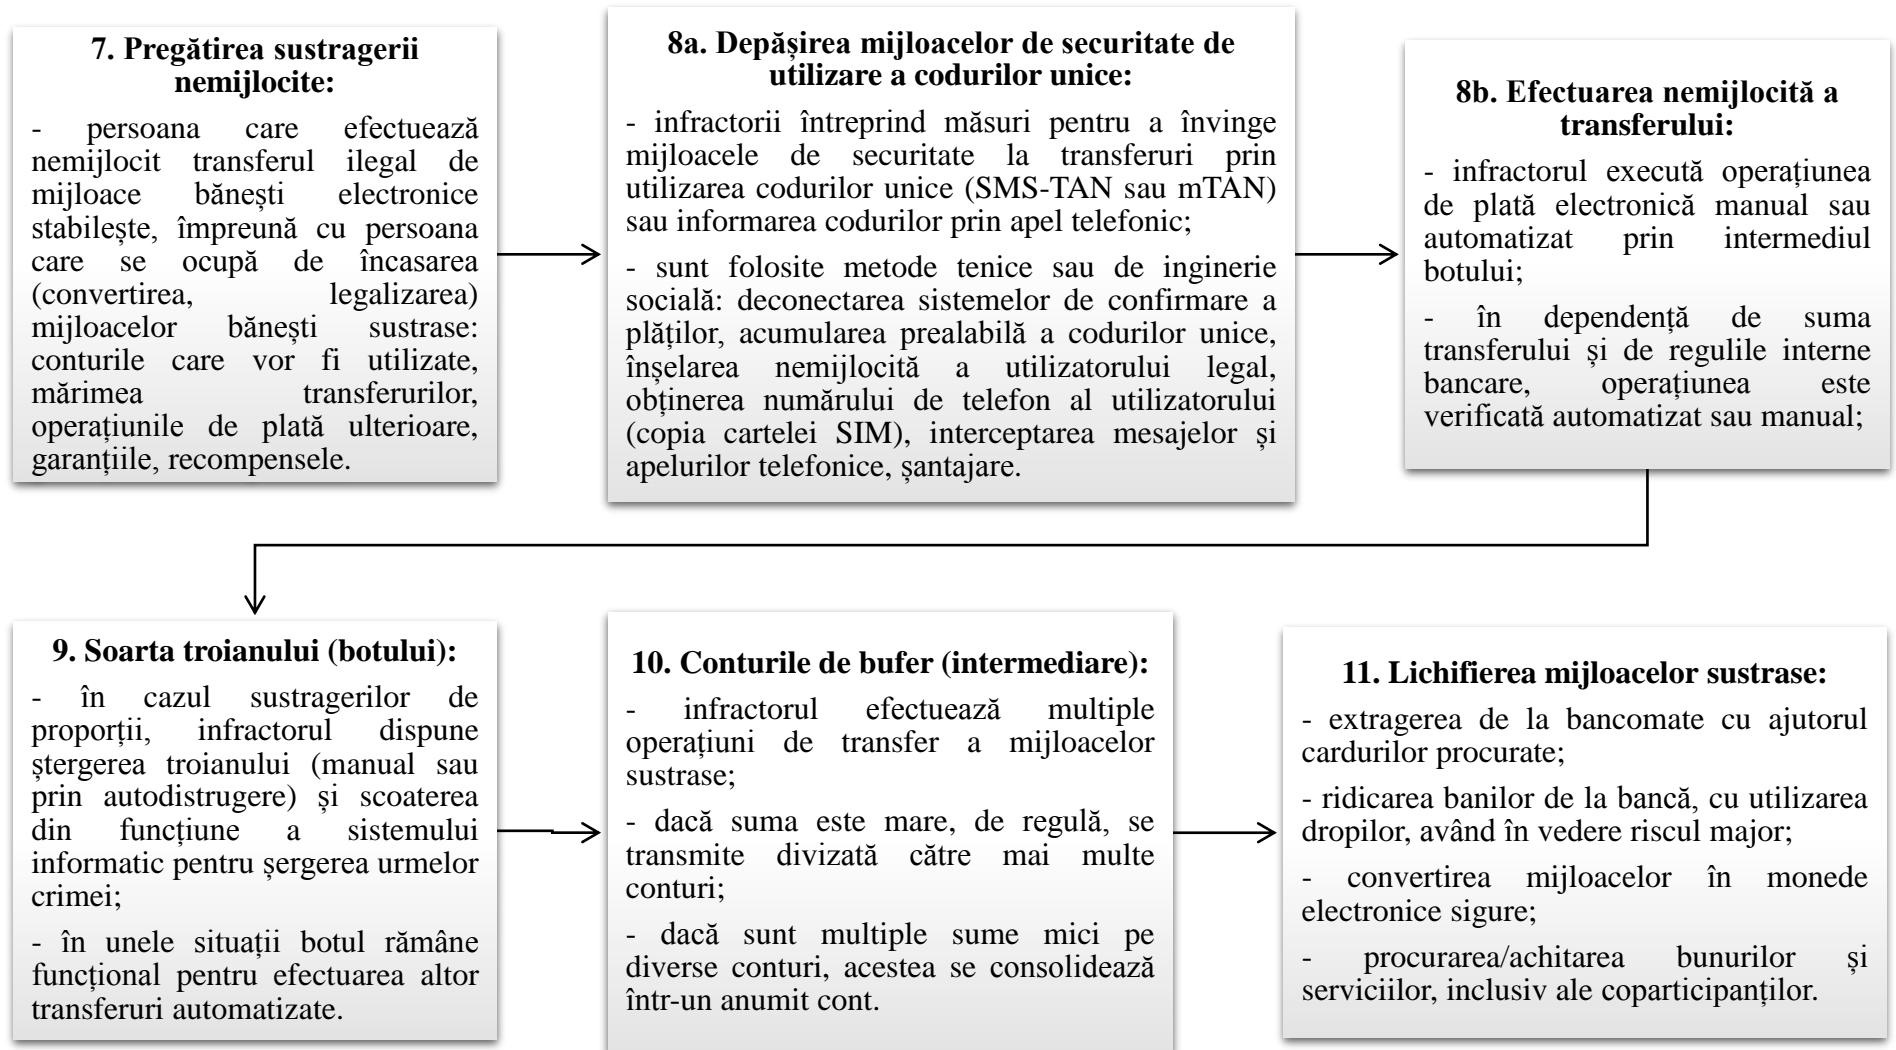 7. Pregătirea sustragerii
nemijlocite:
- persoana care efectuează
nemijlocit transferul ilegal de
mijloace bănești electronice
stabilește, împreună cu persoana
care se ocupă de încasarea
(convertirea, legalizarea)
mijloacelor bănești sustrase:
conturile care vor fi utilizate,
mărimea transferurilor,
operațiunile de plată ulterioare,
garanțiile, recompensele.
8a. Depășirea mijloacelor de securitate de
utilizare a codurilor unice:
- infractorii întreprind măsuri pentru a învinge
mijloacele de securitate la transferuri prin
utilizarea codurilor unice (SMS-TAN sau mTAN)
sau informarea codurilor prin apel telefonic;
- sunt folosite metode tenice sau de inginerie
socială: deconectarea sistemelor de confirmare a
plăților, acumularea prealabilă a codurilor unice,
înșelarea nemijlocită a utilizatorului legal,
obținerea numărului de telefon al utilizatorului
(copia cartelei SIM), interceptarea mesajelor și
apelurilor telefonice, șantajare.
8b. Efectuarea nemijlocită a
transferului:
- infractorul execută operațiunea
de plată electronică manual sau
automatizat prin intermediul
botului;
- în dependență de suma
transferului și de regulile interne
bancare, operațiunea este
verificată automatizat sau manual;
9. Soarta troianului (botului):
- în cazul sustragerilor de
proporții, infractorul dispune
ștergerea troianului (manual sau
prin autodistrugere) și scoaterea
din funcțiune a sistemului
informatic pentru șergerea urmelor
crimei;
- în unele situații botul rămâne
funcțional pentru efectuarea altor
transferuri automatizate.
10. Conturile de bufer (intermediare):
- infractorul efectuează multiple
operațiuni de transfer a mijloacelor
sustrase;
- dacă suma este mare, de regulă, se
transmite divizată către mai multe
conturi;
- dacă sunt multiple sume mici pe
diverse conturi, acestea se consolidează
într-un anumit cont.
11. Lichifierea mijloacelor sustrase:
- extragerea de la bancomate cu ajutorul
cardurilor procurate;
- ridicarea banilor de la bancă, cu utilizarea
dropilor, având în vedere riscul major;
- convertirea mijloacelor în monede
electronice sigure;
- procurarea/achitarea bunurilor și
serviciilor, inclusiv ale coparticipanților.